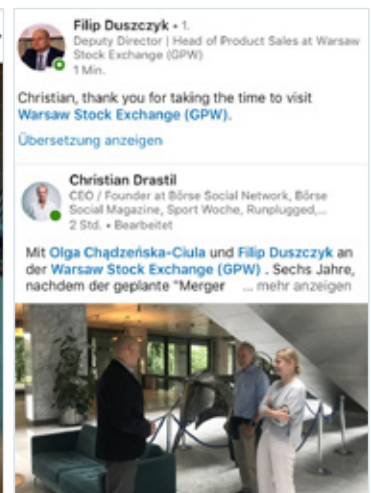 Filip Duszczyk • 1.
Deputy Director | Head of Product Sales at Warsaw
Stock Exchange (GPW)
1 Min.
Christian, thank you for taking the time to visit
Warsaw Stock Exchange (GPW).
Übersetzung anzeigen
Christian Drastil
CEO / Founder at Börse Social Network, Börse
Social Magazine, Sport Woche, Runplugged,...
2 Std. • Bearbeitet
Mit Olga Chądzeńska-Ciula und Filip Duszczyk an
der Warsaw Stock Exchange (GPW) . Sechs Jahre,
nachdem der geplante "Merger ... mehr anzeigen